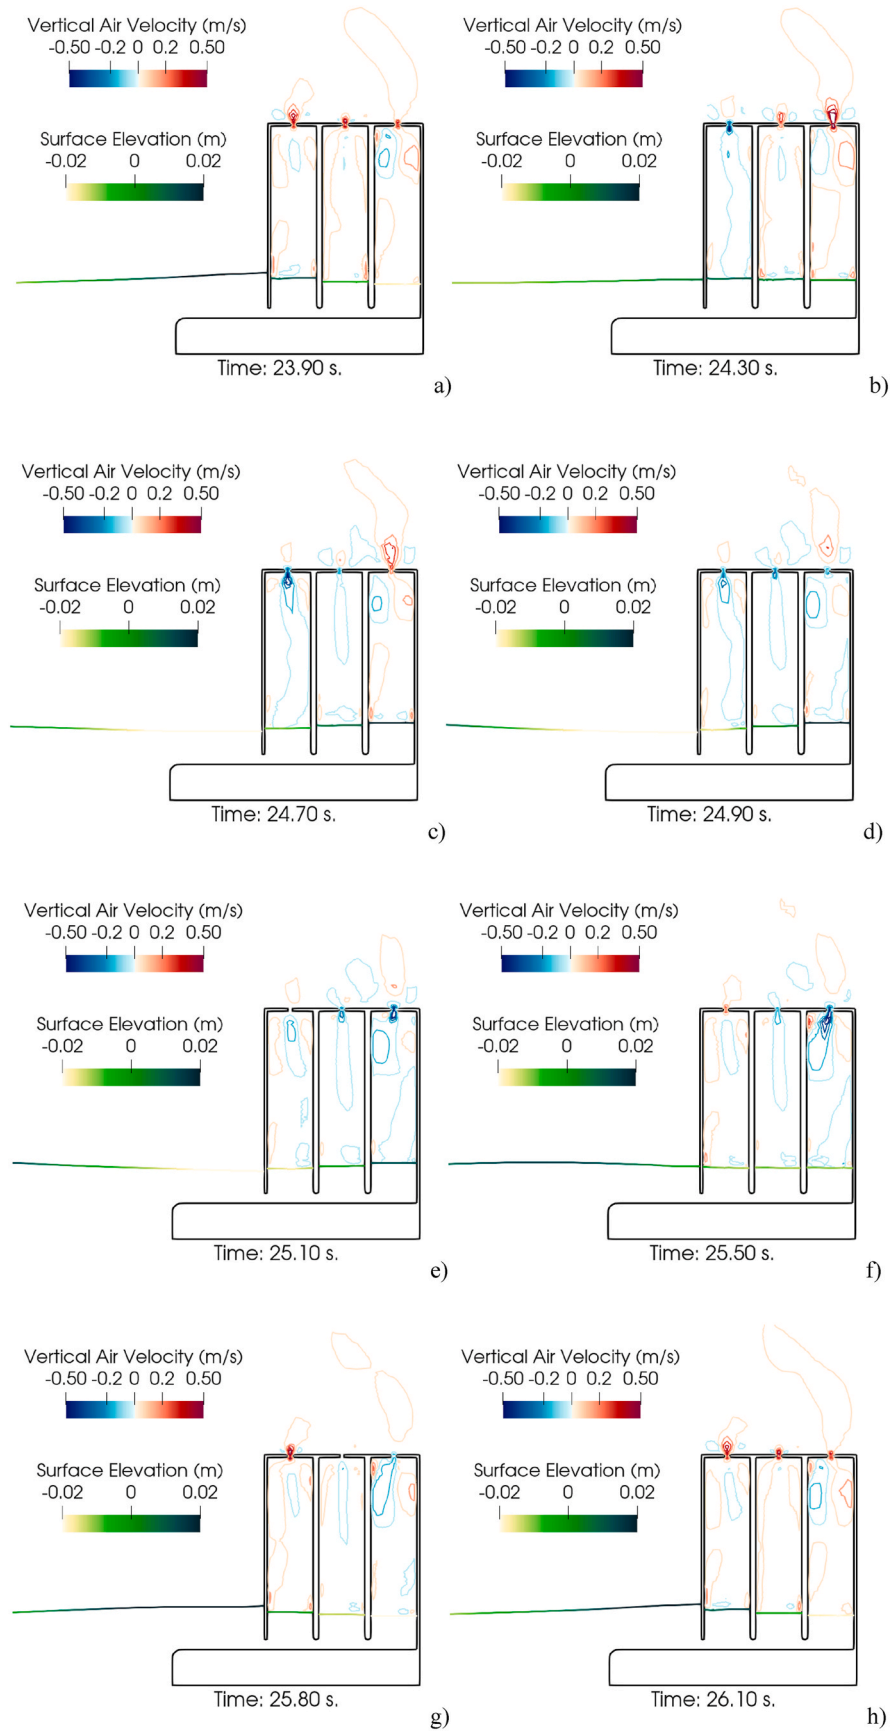 Vertical Air Velocity (m/s)
-0.50 -0.2 0 0.2 0.50
Surface Elevation (m)
-0.02 0 0.02
Time: 23.90 s.
a)
Vertical Air Velocity (m/s)
-0.50 -0.2 0 0.2 0.50
Surface Elevation (m)
-0.02 0 0.02
Time: 24.30 s.
b)
Vertical Air Velocity (m/s)
-0.50 -0.2 0 0.2 0.50
Surface Elevation (m)
-0.02 0 0.02
Time: 24.70 s.
c)
Vertical Air Velocity (m/s)
-0.50 -0.2 0 0.2 0.50
Surface Elevation (m)
-0.02 0 0.02
Time: 24.90 s.
d)
Vertical Air Velocity (m/s)
-0.50 -0.2 0 0.2 0.50
Surface Elevation (m)
-0.02 0 0.02
Time: 25.10 s.
e)
Vertical Air Velocity (m/s)
-0.50 -0.2 0 0.2 0.50
Surface Elevation (m)
-0.02 0 0.02
Time: 25.50 s.
f)
Vertical Air Velocity (m/s)
-0.50 -0.2 0 0.2 0.50
Surface Elevation (m)
-0.02 0 0.02
Time: 25.80 s.
g)
Vertical Air Velocity (m/s)
-0.50 -0.2 0 0.2 0.50
Surface Elevation (m)
-0.02 0 0.02
Time: 26.10 s.
h)